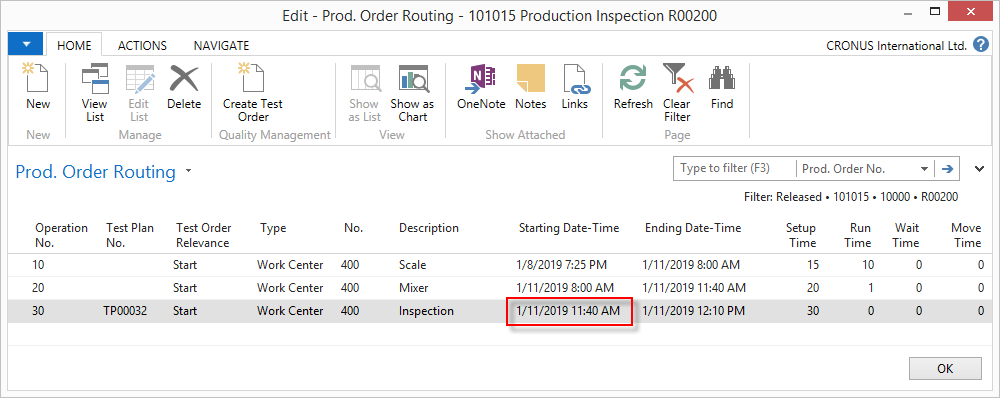 Edit - Prod. Order Routing - 101015 Production Inspection R00200
HOME ACTIONS NAVIGATE CRONUS International Ltd. ?
New View List Edit List Delete Create Test Order Show as List Show as Chart OneNote Notes Links Refresh Clear Filter Find
New Manage Quality Management View Show Attached Page
Prod. Order Routing Type to filter (F3) Prod. Order No.
Filter: Released • 101015 • 10000 • R00200
Operation No. Test Plan No. Test Order Relevance Type No. Description Starting Date-Time Ending Date-Time Setup Time Run Time Wait Time Move Time
10 Start Work Center 400 Scale 1/8/2019 7:25 PM 1/11/2019 8:00 AM 15 10 0 0
20 Start Work Center 400 Mixer 1/11/2019 8:00 AM 1/11/2019 11:40 AM 20 1 0 0
30 TP00032 Start Work Center 400 Inspection 1/11/2019 11:40 AM 1/11/2019 12:10 PM 30 0 0 0
OK